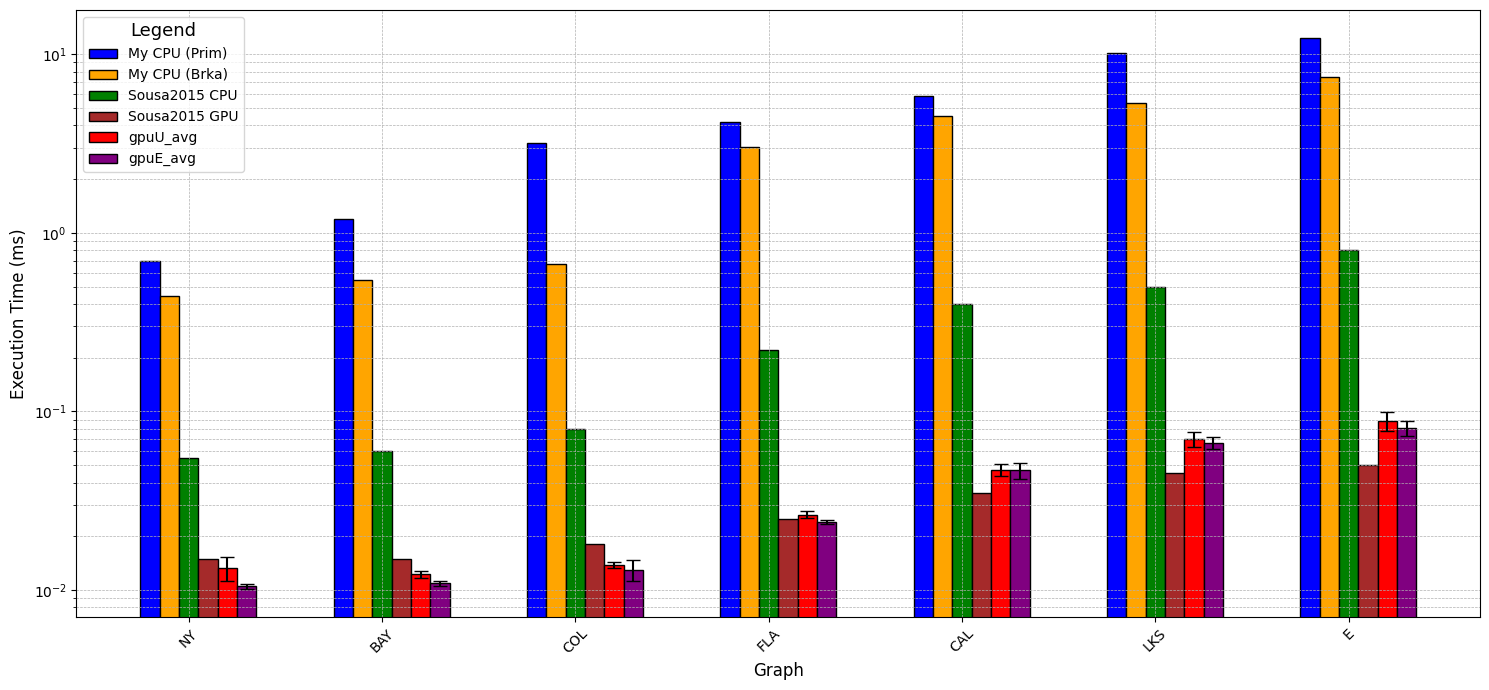 Legend
My CPU (Prim)
My CPU (Brka)
Sousa2015 CPU
Sousa2015 GPU
gpuU_avg
gpuE_avg
Execution Time (ms)
10¹
10⁰
10⁻¹
10⁻²
NY
BAY
COL
FLA
CAL
LKS
E
Graph